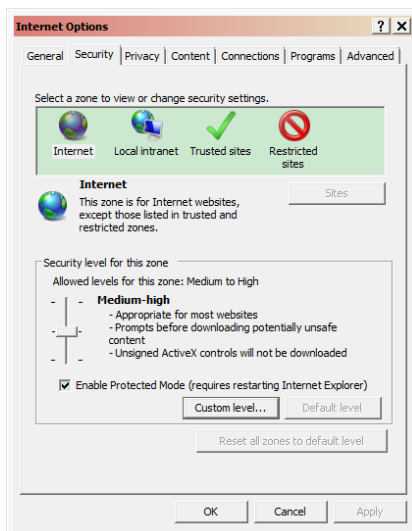 Internet Options
? X
General Security Privacy Content Connections Programs Advanced
Select a zone to view or change security settings.
Internet Local intranet Trusted sites Restricted
sites
Internet
This zone is for Internet websites,
except those listed in trusted and
restricted zones.
Sites
Security level for this zone
Allowed levels for this zone: Medium to High
Medium-high
- Appropriate for most websites
- Prompts before downloading potentially unsafe
content
- Unsigned ActiveX controls will not be downloaded
Enable Protected Mode (requires restarting Internet Explorer)
Custom level... Default level
Reset all zones to default level
OK Cancel Apply